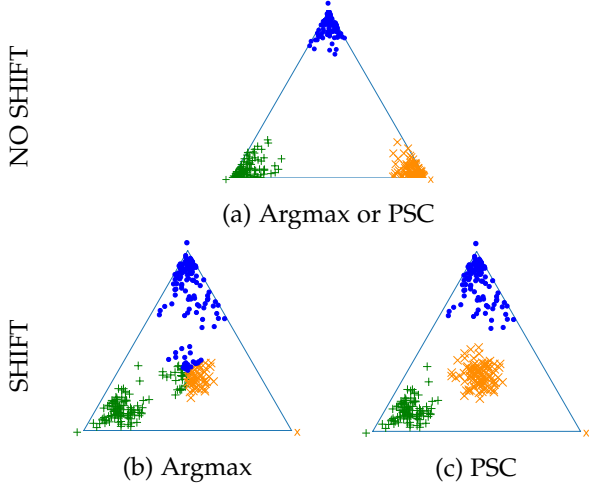 NO SHIFT
(a) Argmax or PSC
SHIFT
(b) Argmax
(c) PSC